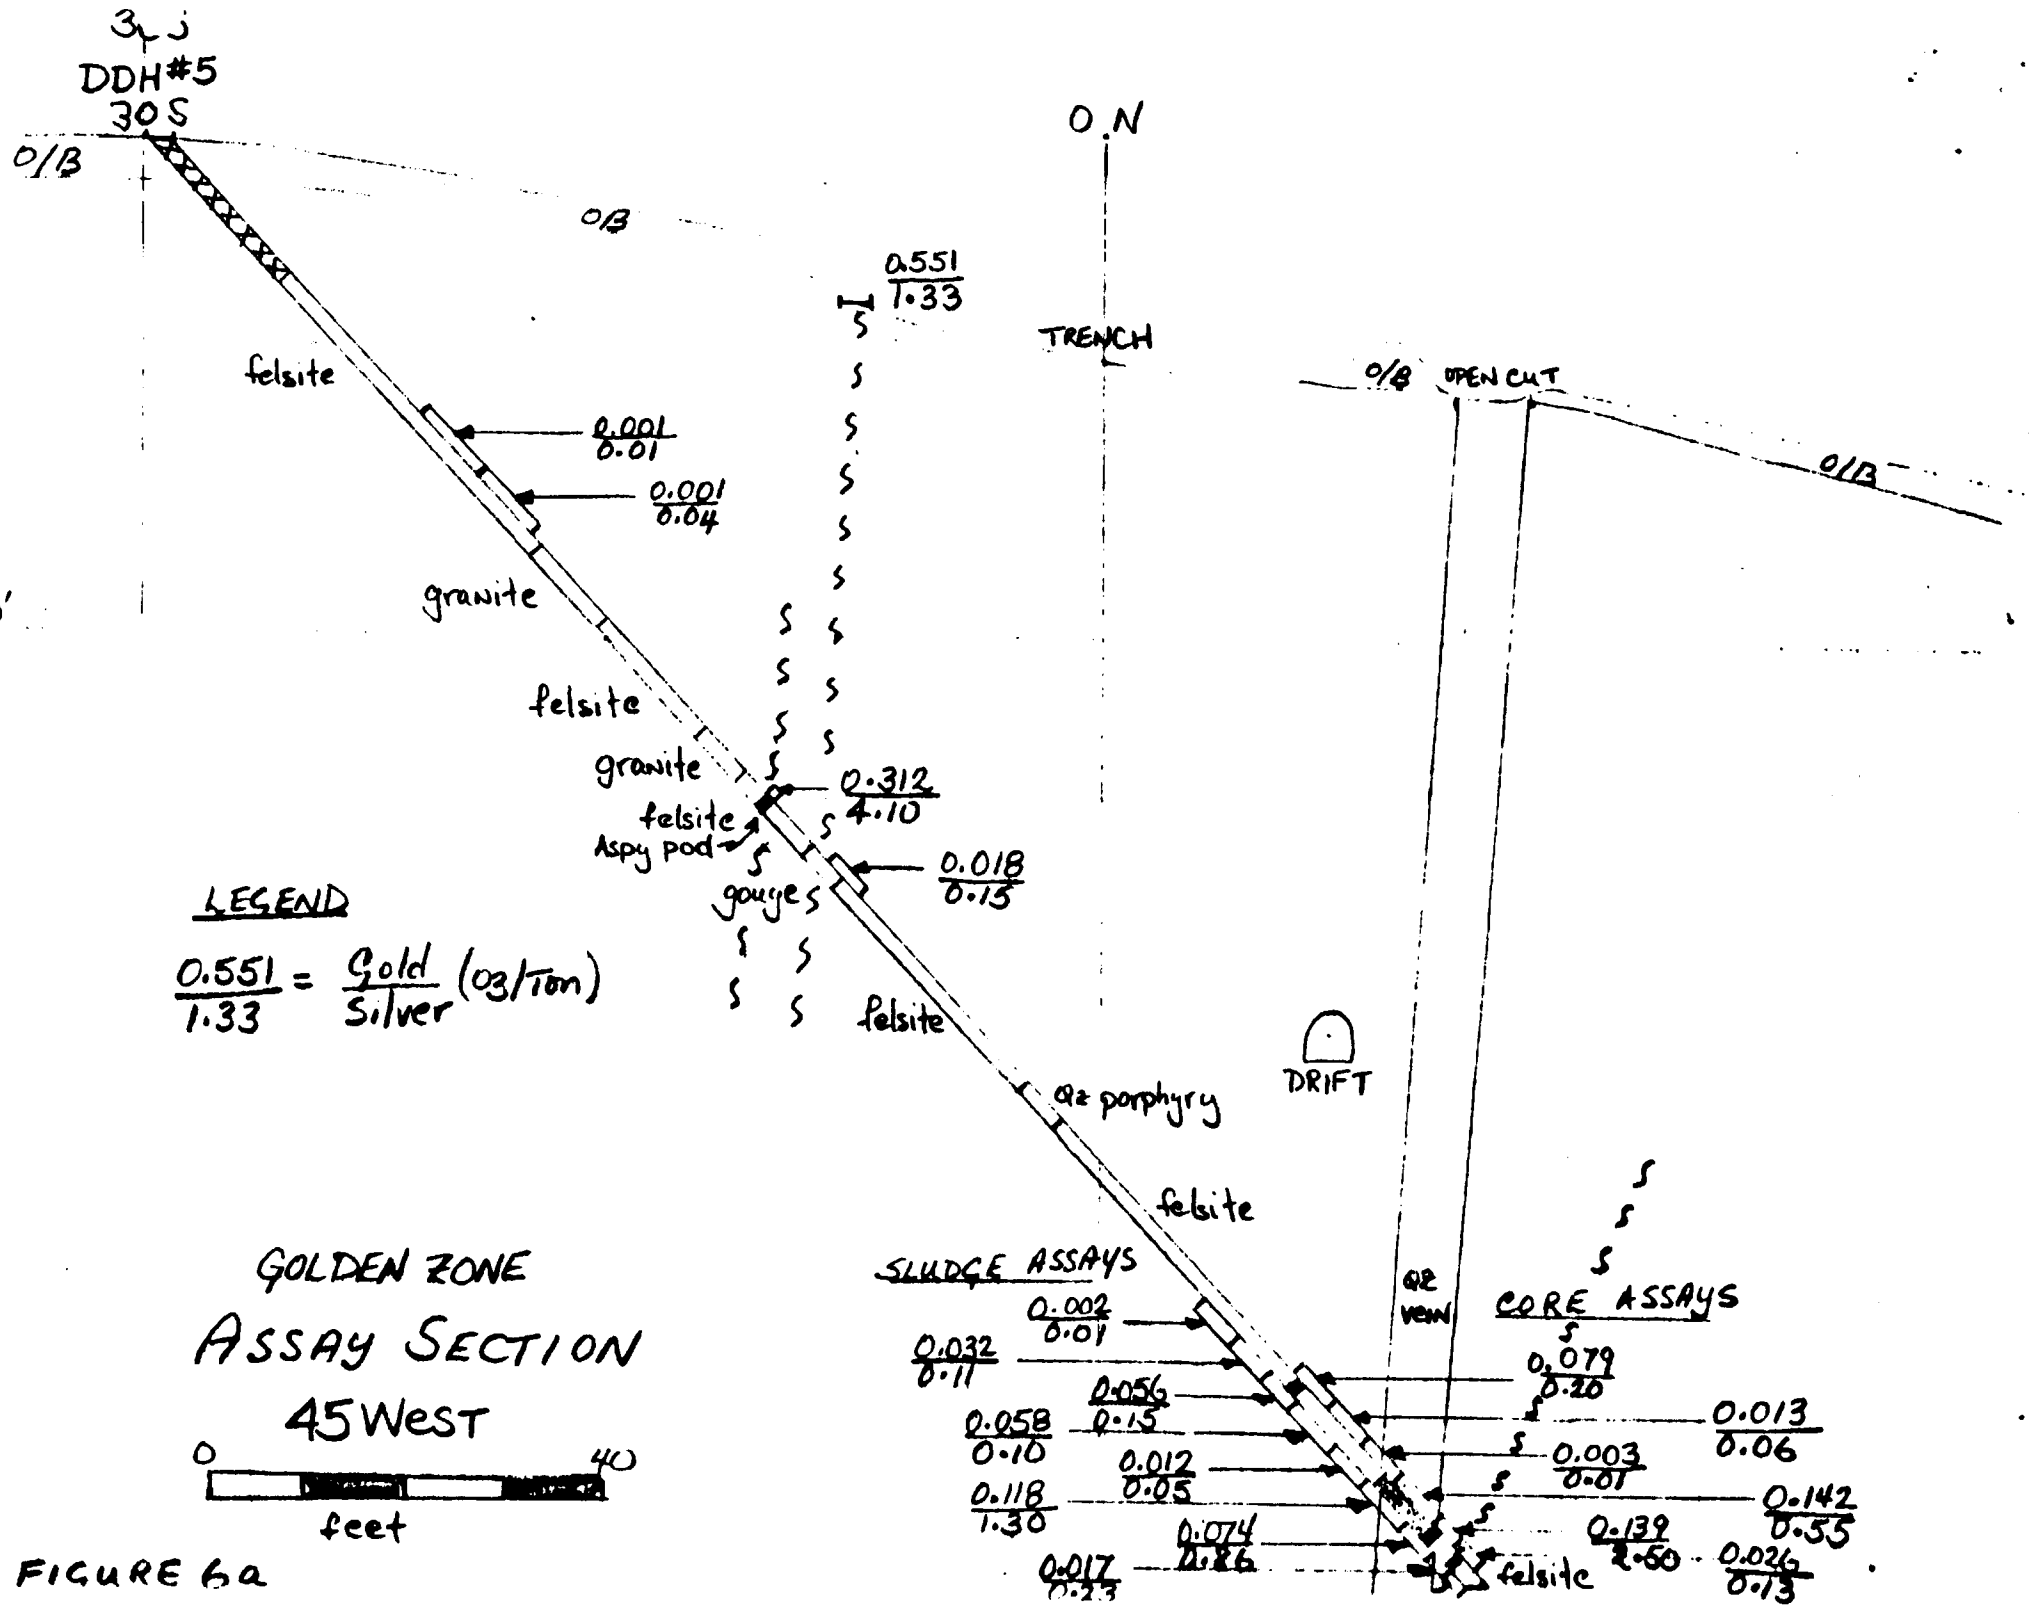 DDH #5
30 S
O/B
O/B
O N
0.551
1.33
TRENCH
O/B OPEN CUT
O/B
felsite
0.001
0.01
0.001
0.04
granite
felsite
granite
0.312
4.10
felsite
Aspy pod
0.018
0.15
gouge
felsite
LEGEND
0.551 = Gold (oz/Ton)
1.33 Silver
DRIFT
Qz porphyry
felsite
GOLDEN ZONE
ASSAY SECTION
45 WEST
0 40
feet
FIGURE 6a
SLUDGE ASSAYS
0.002
0.01
0.032
0.11
0.056
0.15
0.058
0.10
0.012
0.05
0.118
1.30
0.074
0.017
QZ
VEIN
CORE ASSAYS
0.079
0.20
0.013
0.06
0.003
0.01
0.142
0.55
0.139
2.50
0.026
0.13
felsite